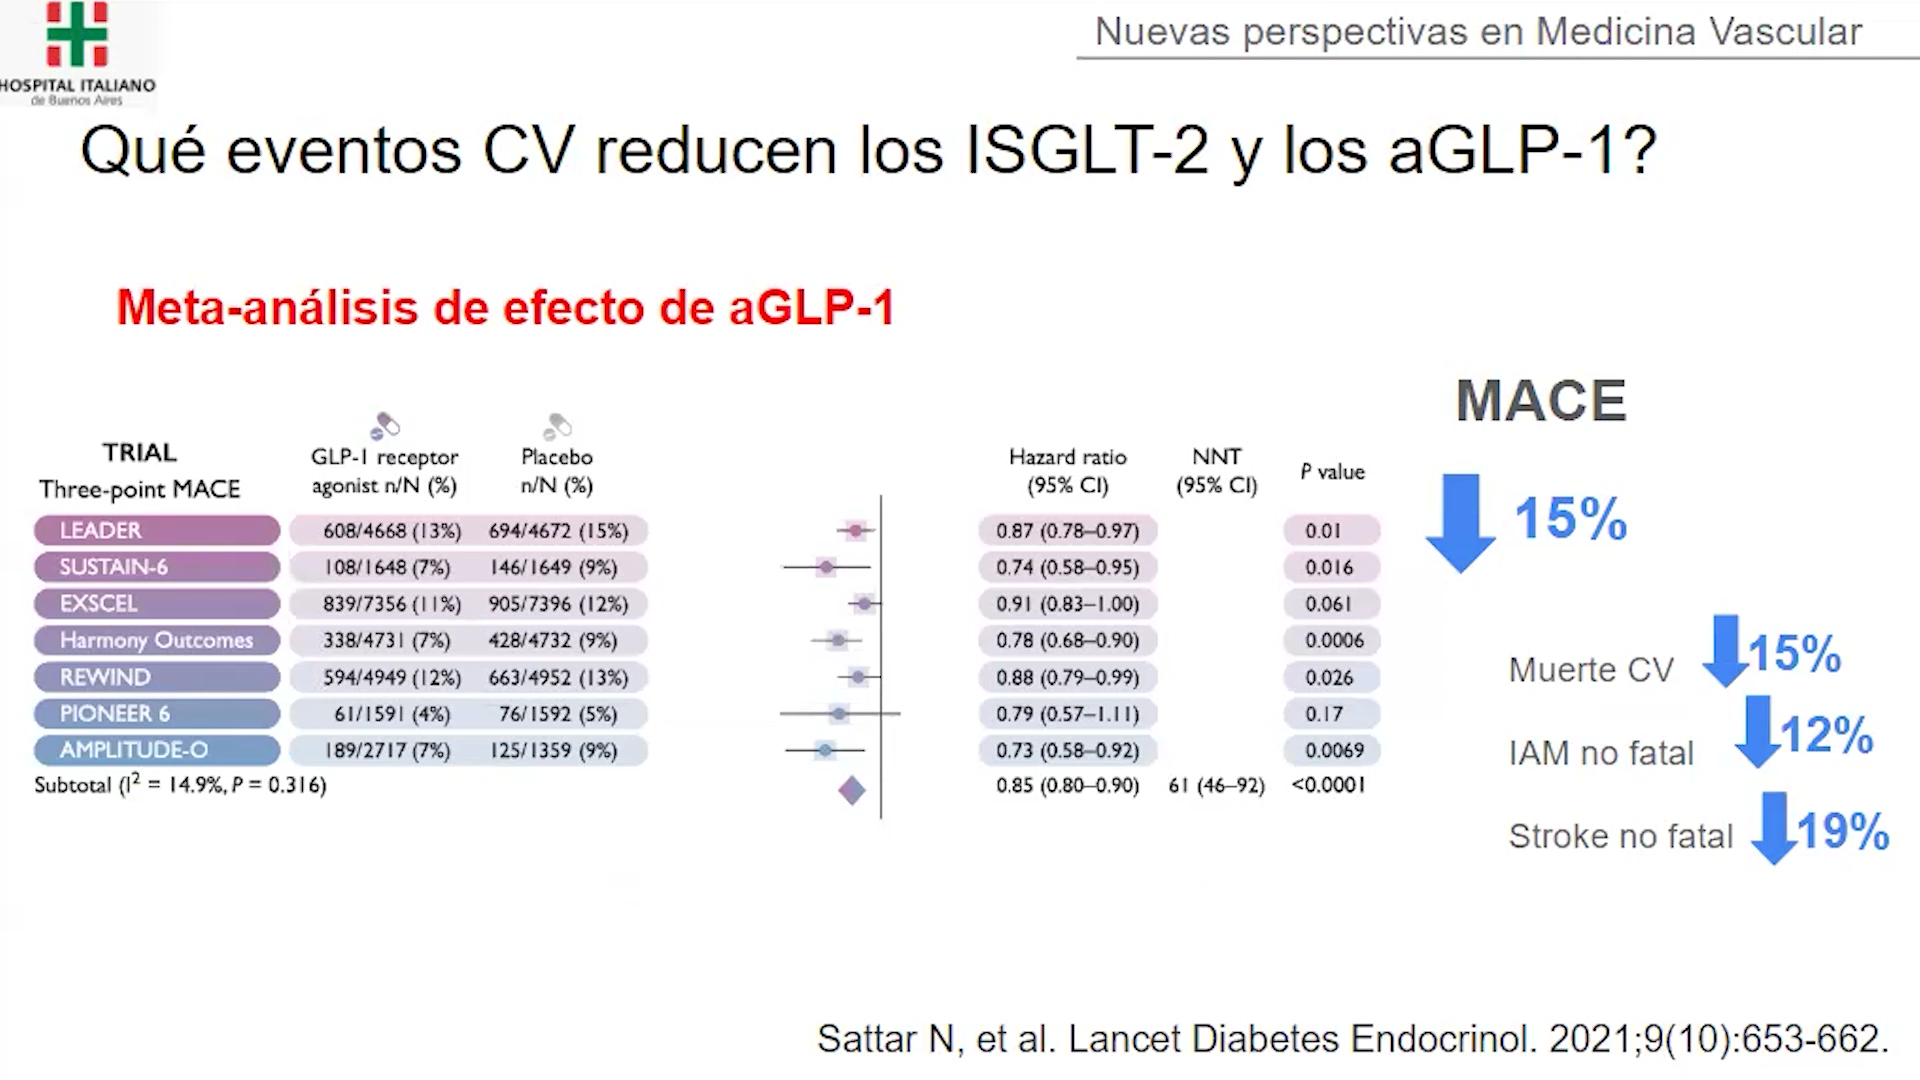 HOSPITAL ITALIANO
de Buenos Aires
Nuevas perspectivas en Medicina Vascular
Qué eventos CV reducen los ISGLT-2 y los aGLP-1?
Meta-análisis de efecto de aGLP-1
TRIAL
Three-point MACE
GLP-1 receptor
agonist n/N (%)
Placebo
n/N (%)
Hazard ratio
(95% CI)
NNT
(95% CI)
P value
LEADER 608/4668 (13%) 694/4672 (15%) 0.87 (0.78–0.97) 0.01
SUSTAIN-6 108/1648 (7%) 146/1649 (9%) 0.74 (0.58–0.95) 0.016
EXSCEL 839/7356 (11%) 905/7396 (12%) 0.91 (0.83–1.00) 0.061
Harmony Outcomes 338/4731 (7%) 428/4732 (9%) 0.78 (0.68–0.90) 0.0006
REWIND 594/4949 (12%) 663/4952 (13%) 0.88 (0.79–0.99) 0.026
PIONEER 6 61/1591 (4%) 76/1592 (5%) 0.79 (0.57–1.11) 0.17
AMPLITUDE-O 189/2717 (7%) 125/1359 (9%) 0.73 (0.58–0.92) 0.0069
Subtotal (I² = 14.9%, P = 0.316) 0.85 (0.80–0.90) 61 (46–92) <0.0001
MACE
15%
Muerte CV 15%
IAM no fatal 12%
Stroke no fatal 19%
Sattar N, et al. Lancet Diabetes Endocrinol. 2021;9(10):653-662.